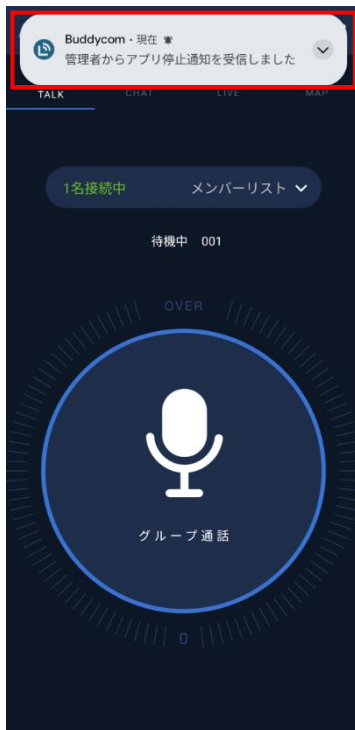 Buddycom・現在
管理者からアプリ停止通知を受信しました
TALK CHAT LIVE MAP
1名接続中 メンバーリスト
待機中 001
OVER
グループ通話
0